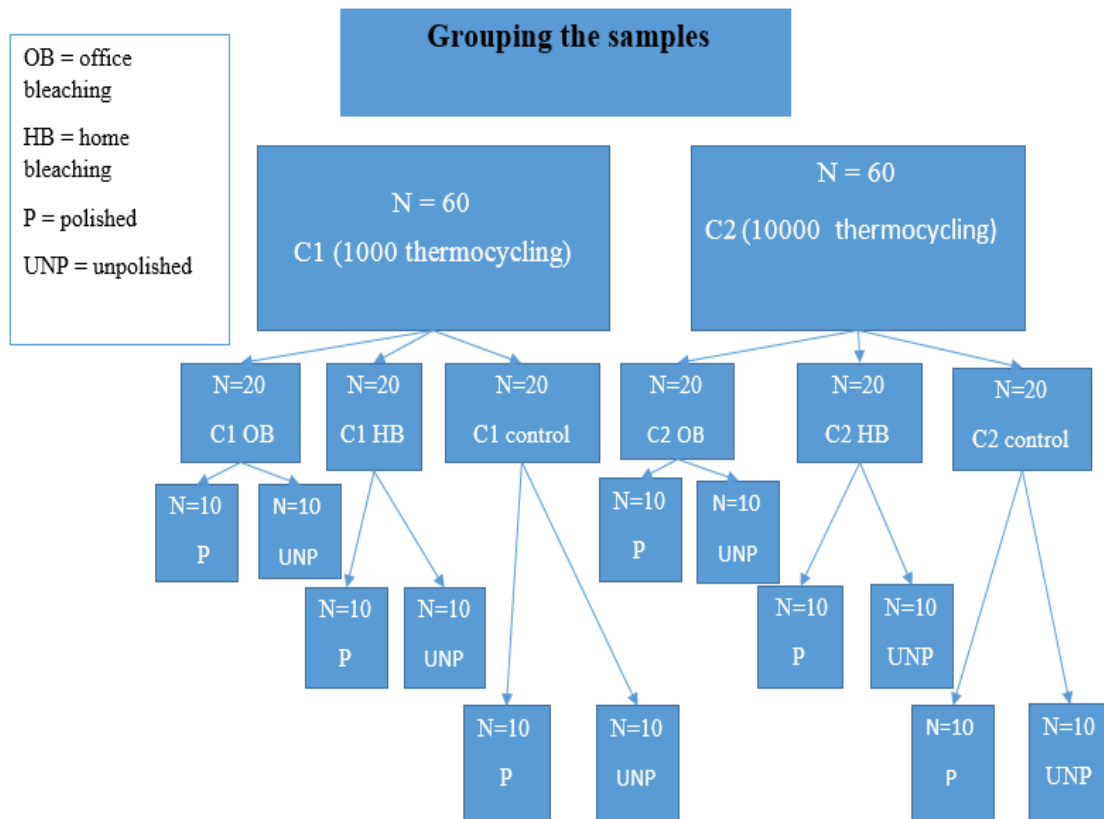 Grouping the samples
OB = office
bleaching
HB = home
bleaching
P = polished
UNP = unpolished
N = 60
C1 (1000 thermocycling)
N = 60
C2 (10000 thermocycling)
N=20
C1 OB
N=20
C1 HB
N=20
C1 control
N=20
C2 OB
N=20
C2 HB
N=20
C2 control
N=10
P
N=10
UNP
N=10
P
N=10
UNP
N=10
P
N=10
UNP
N=10
P
N=10
UNP
N=10
P
N=10
UNP
N=10
P
N=10
UNP